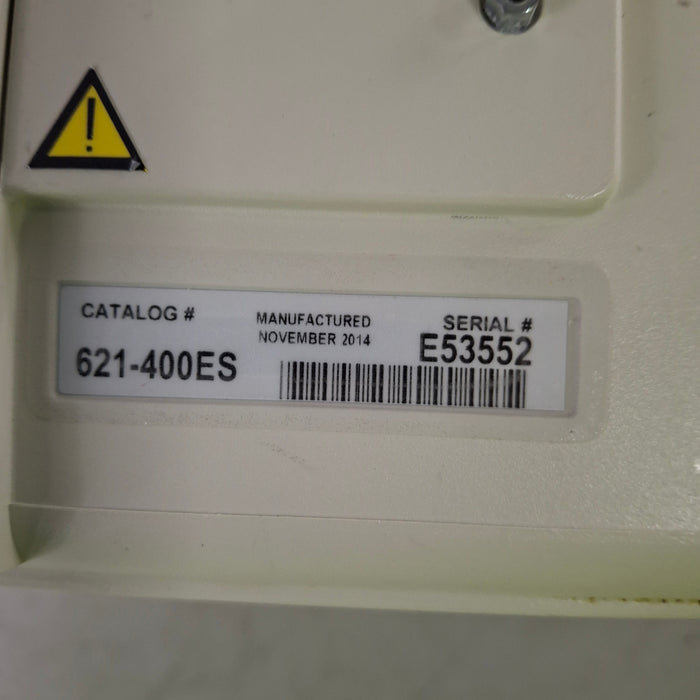 CATALOG #
621-400ES
MANUFACTURED
NOVEMBER 2014
SERIAL #
E53552